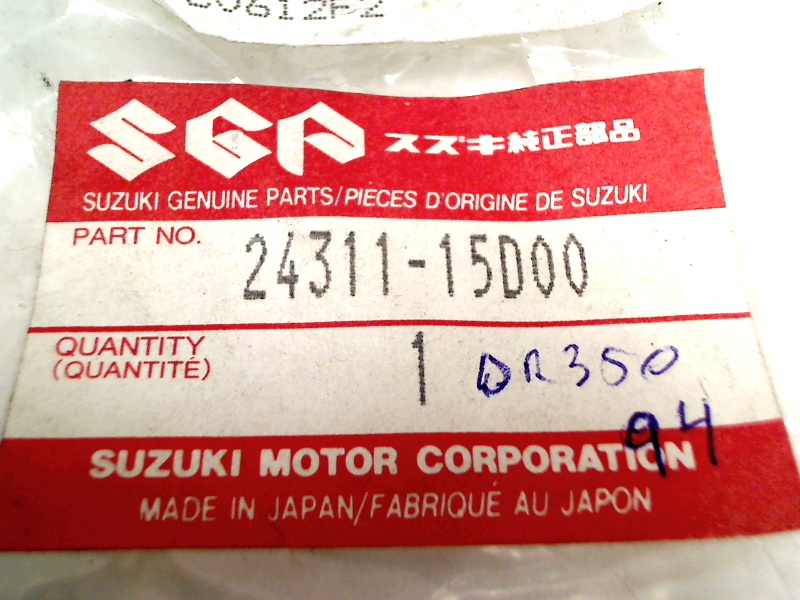 SGP スズキ純正部品
SUZUKI GENUINE PARTS/PIÈCES D'ORIGINE DE SUZUKI
PART NO. 24311-15D00
QUANTITY 1 DR350
(QUANTITÉ)
94
SUZUKI MOTOR CORPORATION
MADE IN JAPAN/FABRIQUÉ AU JAPON